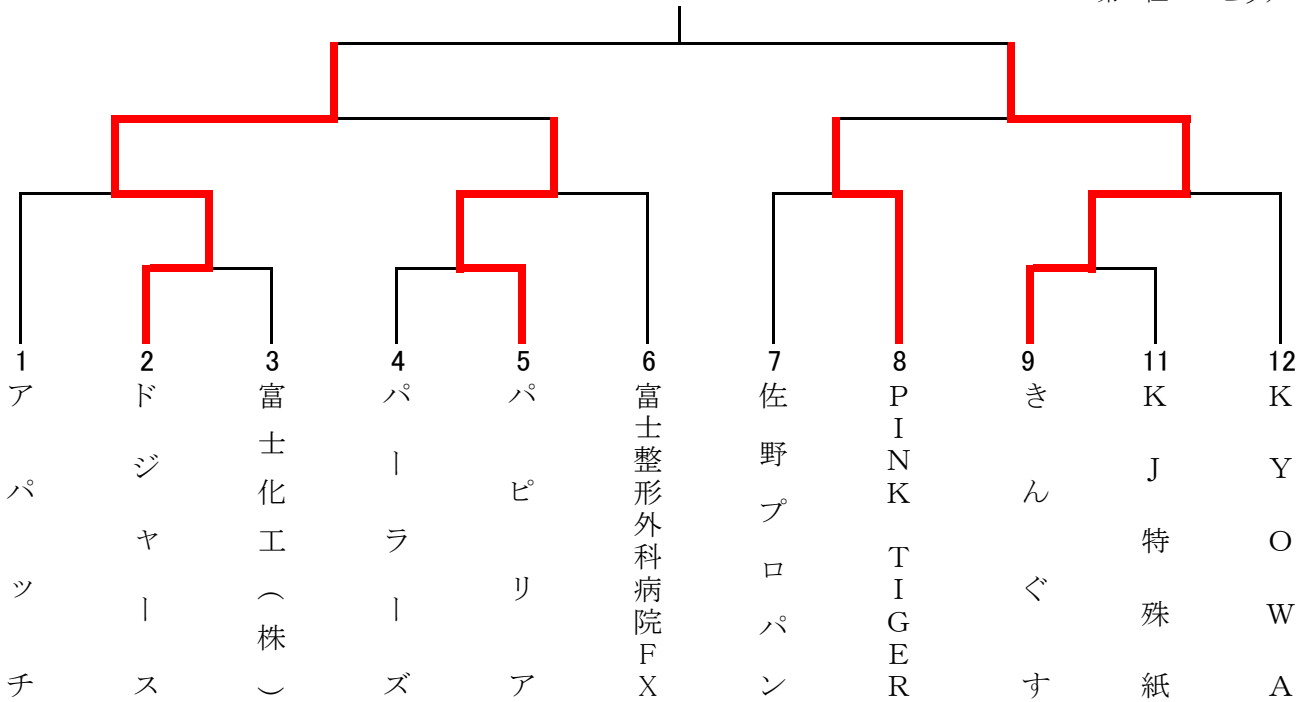 1
2
3
4
5
6
7
8
9
11
12
アパッチ
ドジャース
富士化工(株)
パーラーズ
パピリア
富士整形外科病院FX
佐野プロパン
PINK TIGER
きんぐす
KJ特殊紙
KYOWA